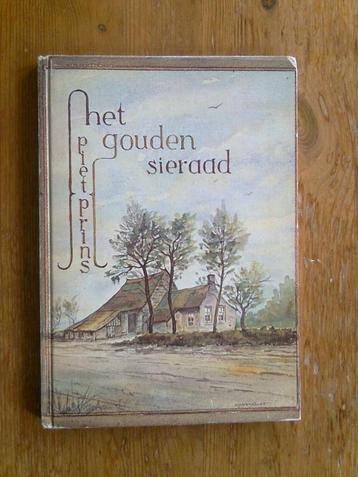 het
gouden
sieraad
piet prins